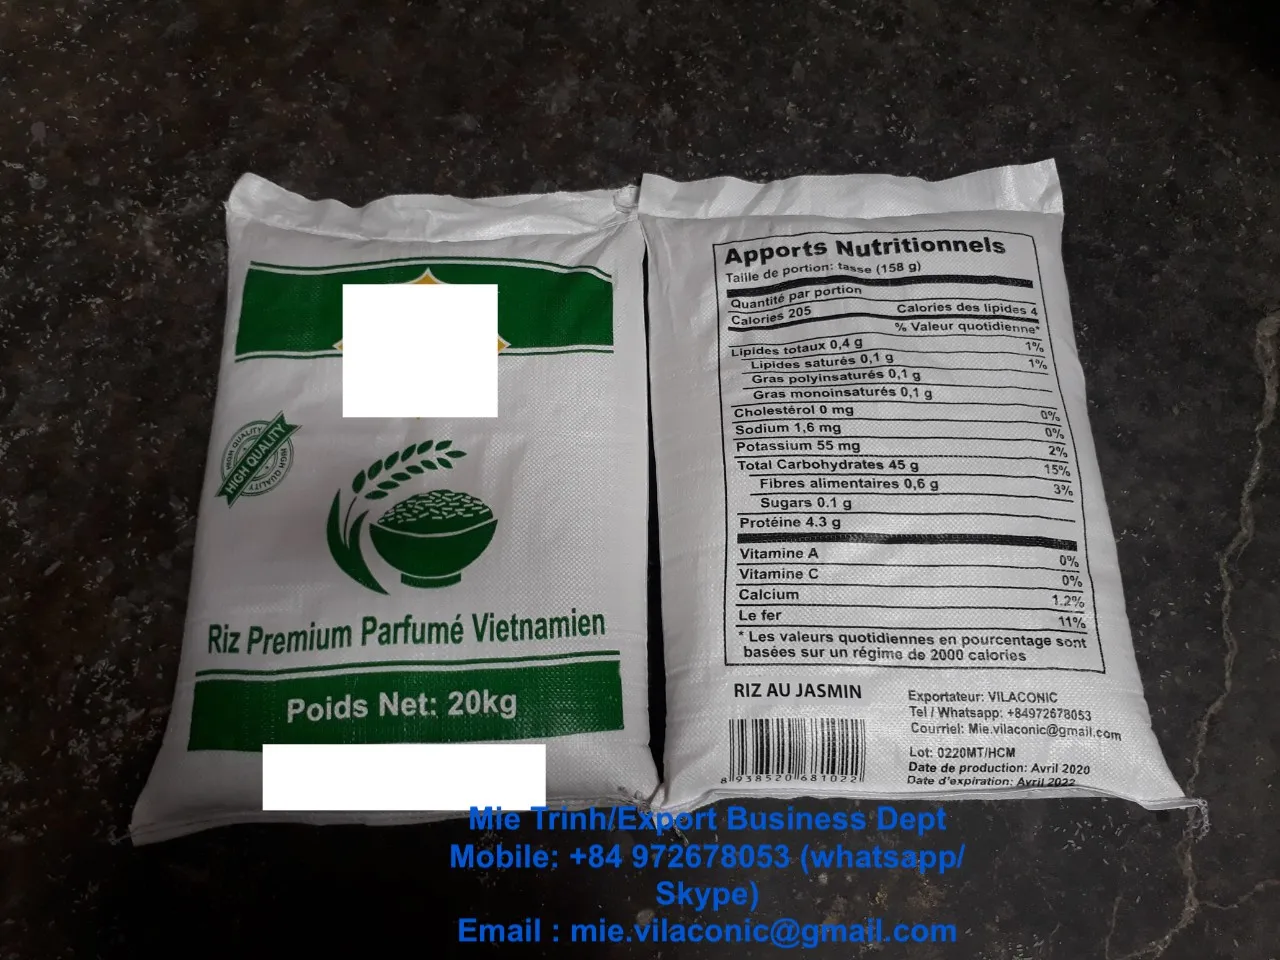 HIGH QUALITY
HIGH QUALITY
HIGH QUALITY
Riz Premium Parfumé Vietnamien
Poids Net: 20kg
Apports Nutritionnels
Taille de portion: tasse (158 g)
Quantité par portion
Calories 205 Calories des lipides 4
% Valeur quotidienne*
Lipides totaux 0,4 g 1%
Lipides saturés 0,1 g 1%
Gras polyinsaturés 0,1 g
Gras monoinsaturés 0,1 g
Cholestérol 0 mg 0%
Sodium 1,6 mg 0%
Potassium 55 mg 2%
Total Carbohydrates 45 g 15%
Fibres alimentaires 0,6 g 3%
Sugars 0.1 g
Protéine 4.3 g
Vitamine A 0%
Vitamine C 0%
Calcium 1.2%
Le fer 11%
* Les valeurs quotidiennes en pourcentage sont
basées sur un régime de 2000 calories
RIZ AU JASMIN
8 938520 681022
Exportateur: VILACONIC
Tel / Whatsapp: +84972678053
Courriel: Mie.vilaconic@gmail.com
Lot: 0220MT/HCM
Date de production: Avril 2020
Date d'expiration: Avril 2022
Mie Trinh/Export Business Dept
Mobile: +84 972678053 (whatsapp/
Skype)
Email : mie.vilaconic@gmail.com